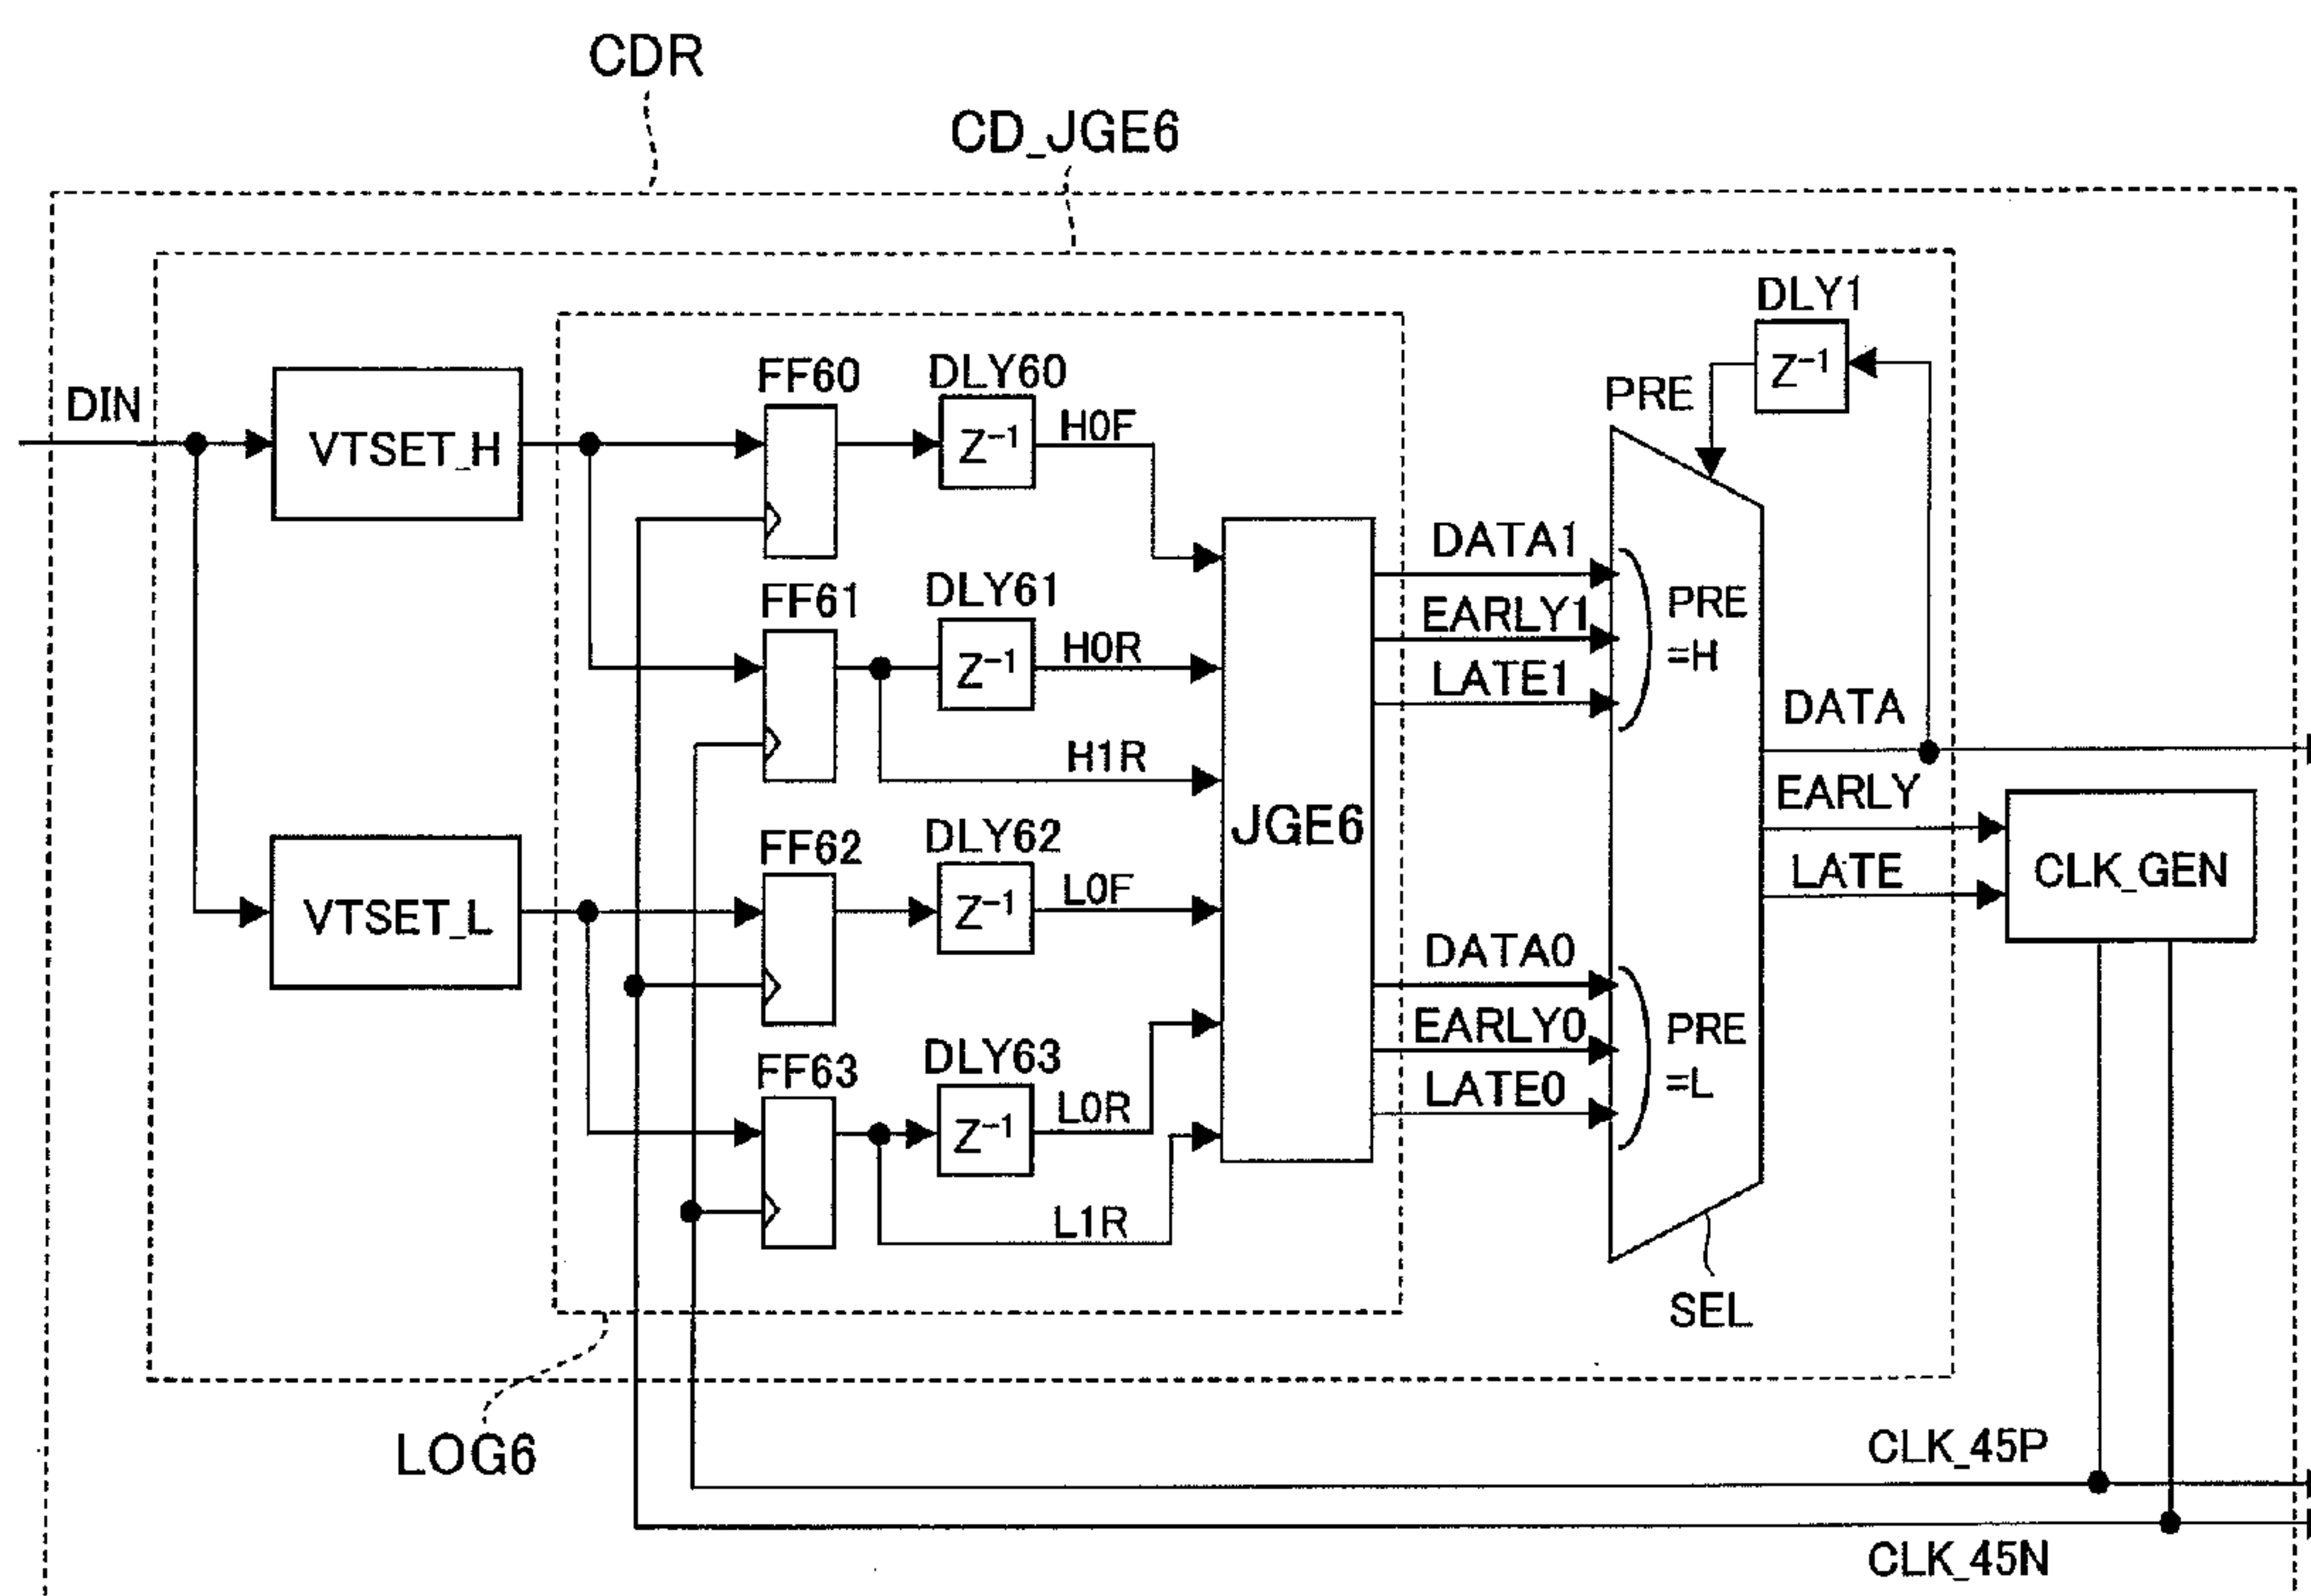 CDR
CD_JGE6
DLY1
Z⁻¹
DIN
VTSET_H
FF60
DLY60
Z⁻¹
H0F
PRE
FF61
DLY61
Z⁻¹
H0R
H1R
DATA1
EARLY1
LATE1
PRE
=H
DATA
EARLY
LATE
CLK_GEN
JGE6
VTSET_L
FF62
DLY62
Z⁻¹
L0F
FF63
DLY63
Z⁻¹
L0R
L1R
DATA0
EARLY0
LATE0
PRE
=L
SEL
LOG6
CLK_45P
CLK_45N